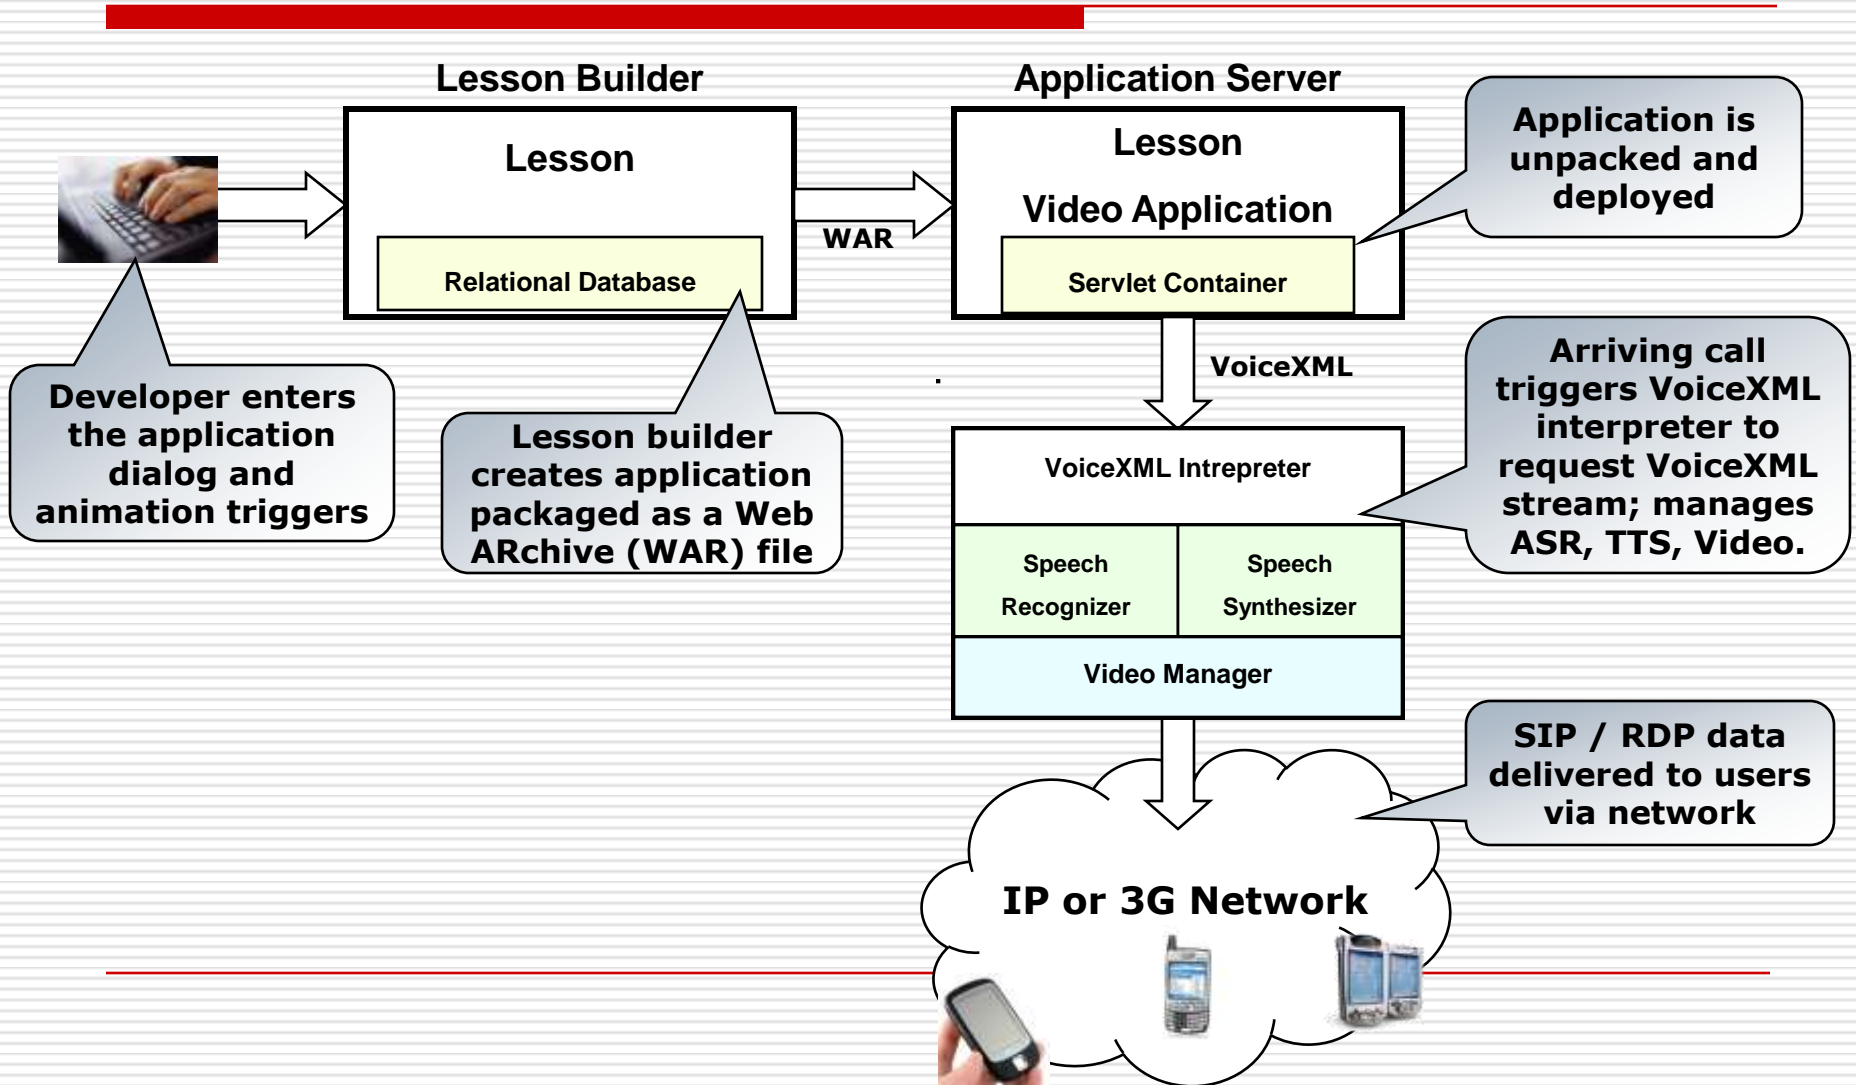 Lesson Builder
Application Server
Lesson
Relational Database
WAR
Lesson
Video Application
Servlet Container
Application is
unpacked and
deployed
Developer enters
the application
dialog and
animation triggers
Lesson builder
creates application
packaged as a Web
ARchive (WAR) file
.
VoiceXML
VoiceXML Intrepreter
Speech
Recognizer
Speech
Synthesizer
Video Manager
Arriving call
triggers VoiceXML
interpreter to
request VoiceXML
stream; manages
ASR, TTS, Video.
SIP / RDP data
delivered to users
via network
IP or 3G Network